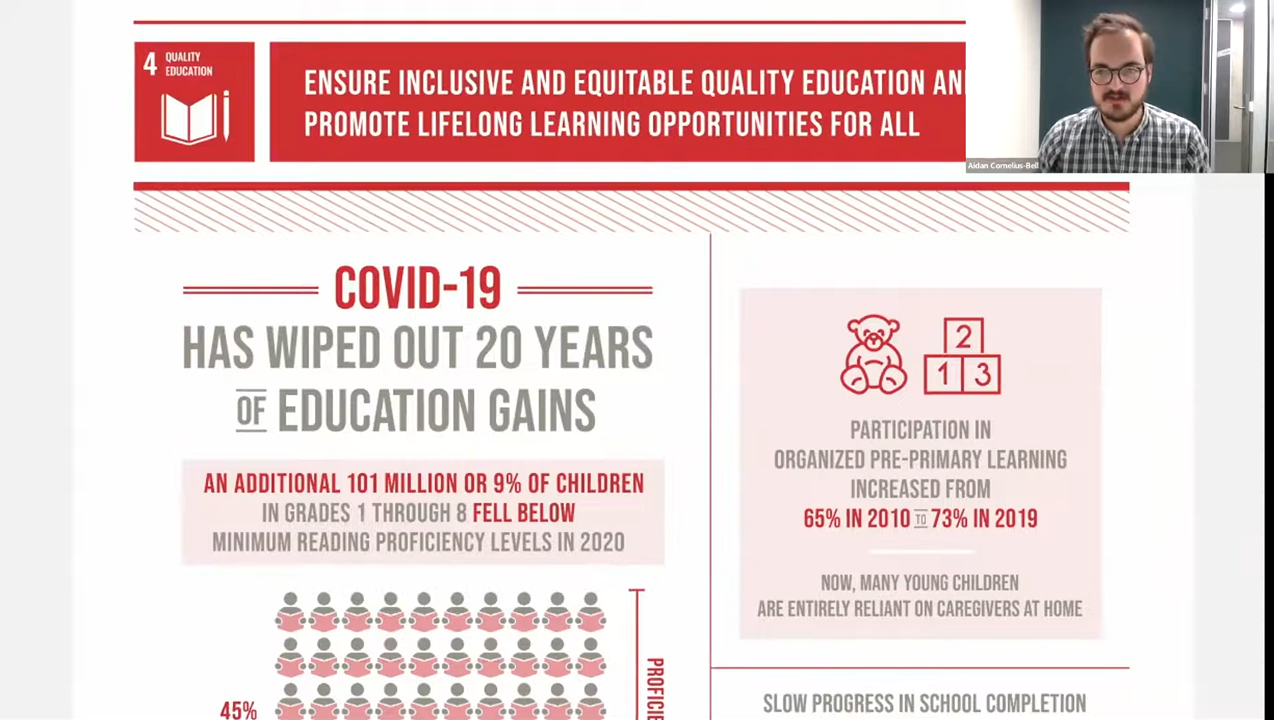 4 QUALITY
EDUCATION
ENSURE INCLUSIVE AND EQUITABLE QUALITY EDUCATION AN
PROMOTE LIFELONG LEARNING OPPORTUNITIES FOR ALL
Aidan Cornelius-Bell
COVID-19
HAS WIPED OUT 20 YEARS
OF EDUCATION GAINS
AN ADDITIONAL 101 MILLION OR 9% OF CHILDREN
IN GRADES 1 THROUGH 8 FELL BELOW
MINIMUM READING PROFICIENCY LEVELS IN 2020
45%
PROFICIE
2
1 3
PARTICIPATION IN
ORGANIZED PRE-PRIMARY LEARNING
INCREASED FROM
65% IN 2010 TO 73% IN 2019
NOW, MANY YOUNG CHILDREN
ARE ENTIRELY RELIANT ON CAREGIVERS AT HOME
SLOW PROGRESS IN SCHOOL COMPLETION